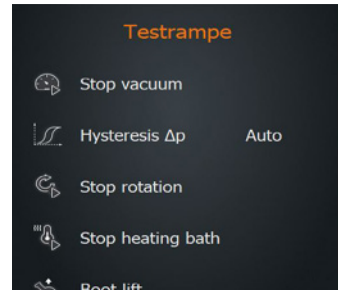 Testrampe
Stop vacuum
Hysteresis Δp Auto
Stop rotation
Stop heating bath